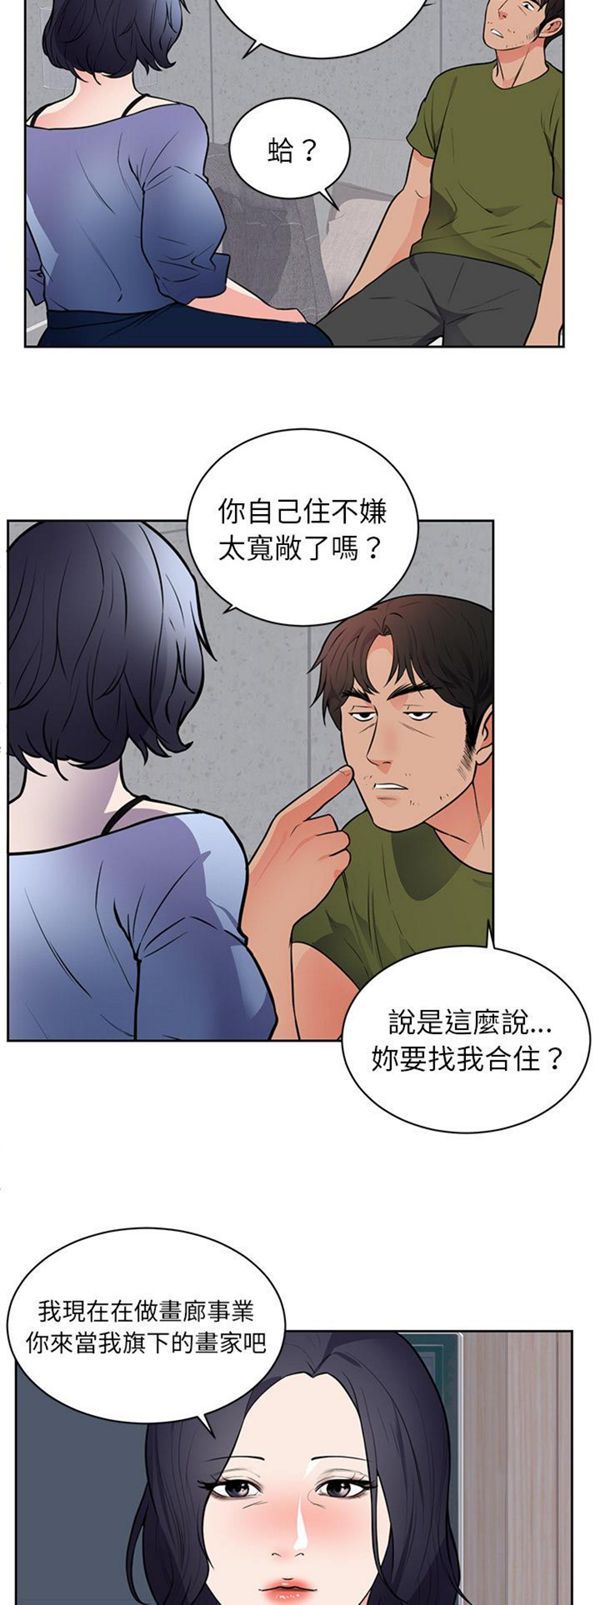 蛤？
你自己住不嫌
太寬敞了嗎？
說是這麼說...
妳要找我合住？
我現在在做畫廊事業
你來當我旗下的畫家吧